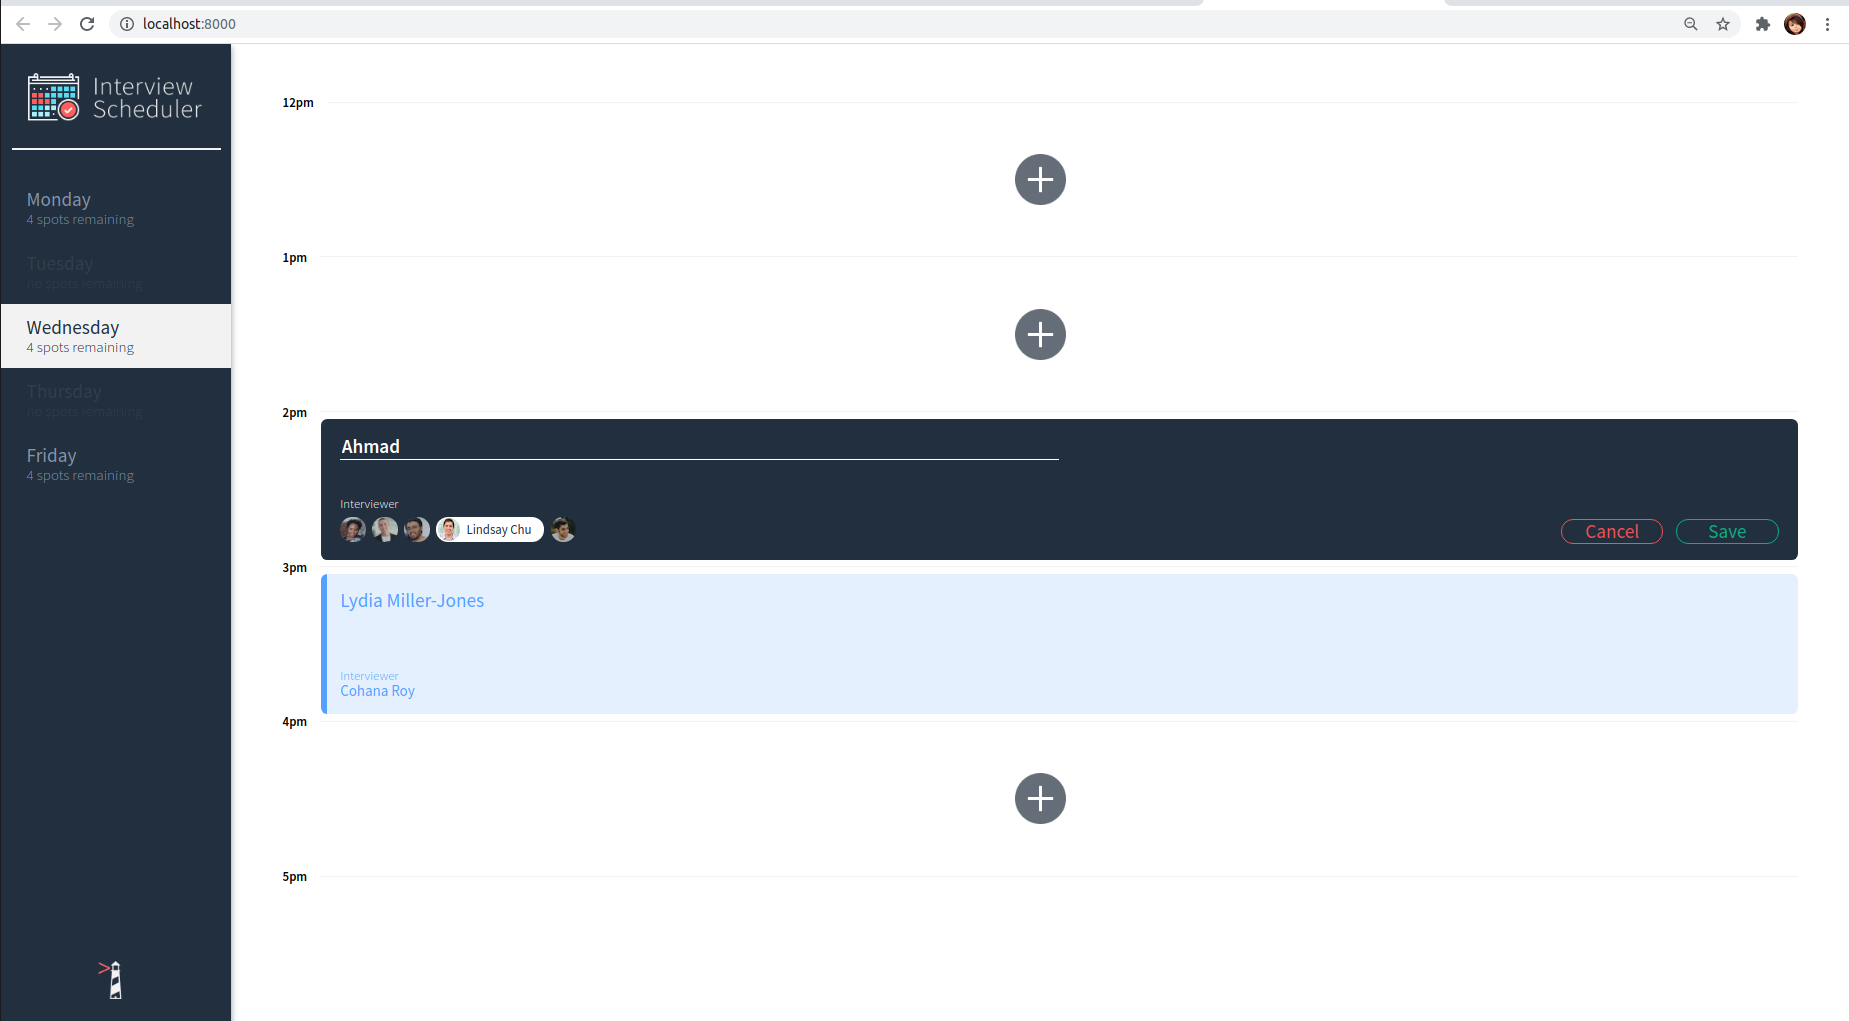 localhost:8000
Interview
Scheduler
Monday
4 spots remaining
Tuesday
no spots remaining
Wednesday
4 spots remaining
Thursday
no spots remaining
Friday
4 spots remaining
12pm
1pm
2pm
Ahmad
Interviewer
Lindsay Chu
Cancel Save
3pm
Lydia Miller-Jones
Interviewer
Cohana Roy
4pm
5pm